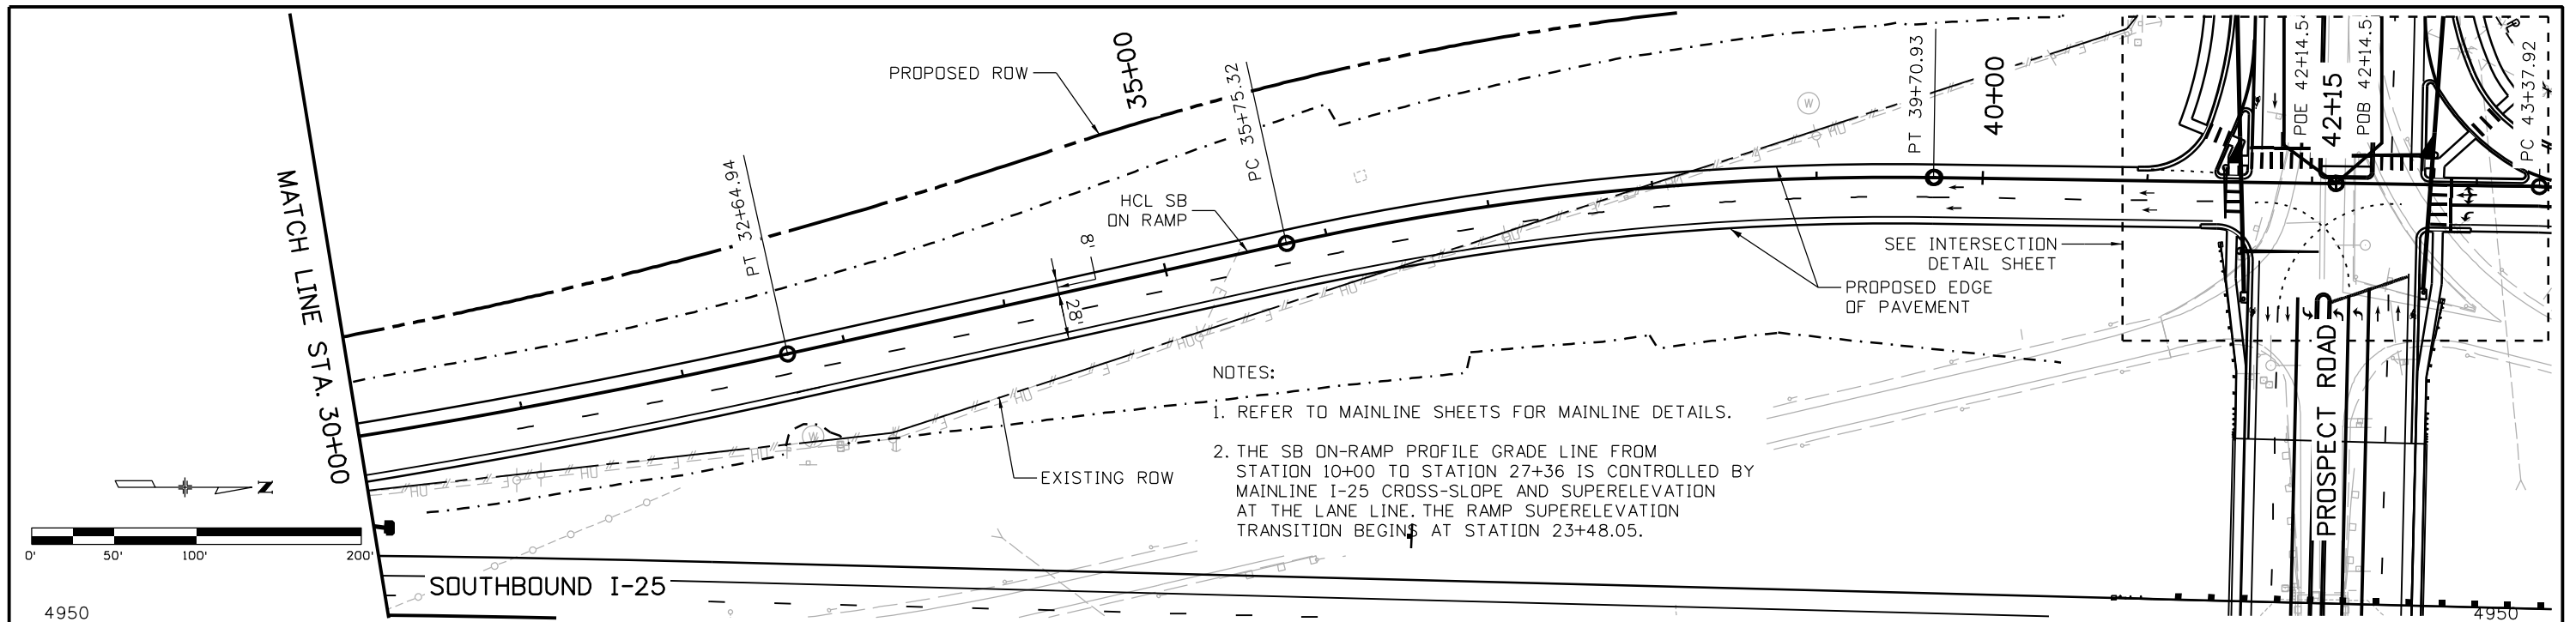 MATCH LINE STA. 30+00
PROPOSED ROW
35+00
PT 32+64.94
PC 35+75.32
HCL SB
ON RAMP
8'
28'
PT 39+70.93
40+00
POE 42+14.5
42+15
POB 42+14.5
PC 43+37.92
W
SEE INTERSECTION
DETAIL SHEET
PROPOSED EDGE
OF PAVEMENT
PROSPECT ROAD
EXISTING ROW
W
N
0'
50'
100'
200'
NOTES:
1. REFER TO MAINLINE SHEETS FOR MAINLINE DETAILS.
2. THE SB ON-RAMP PROFILE GRADE LINE FROM
STATION 10+00 TO STATION 27+36 IS CONTROLLED BY
MAINLINE I-25 CROSS-SLOPE AND SUPERELEVATION
AT THE LANE LINE. THE RAMP SUPERELEVATION
TRANSITION BEGINS AT STATION 23+48.05.
SOUTHBOUND I-25
4950
4950